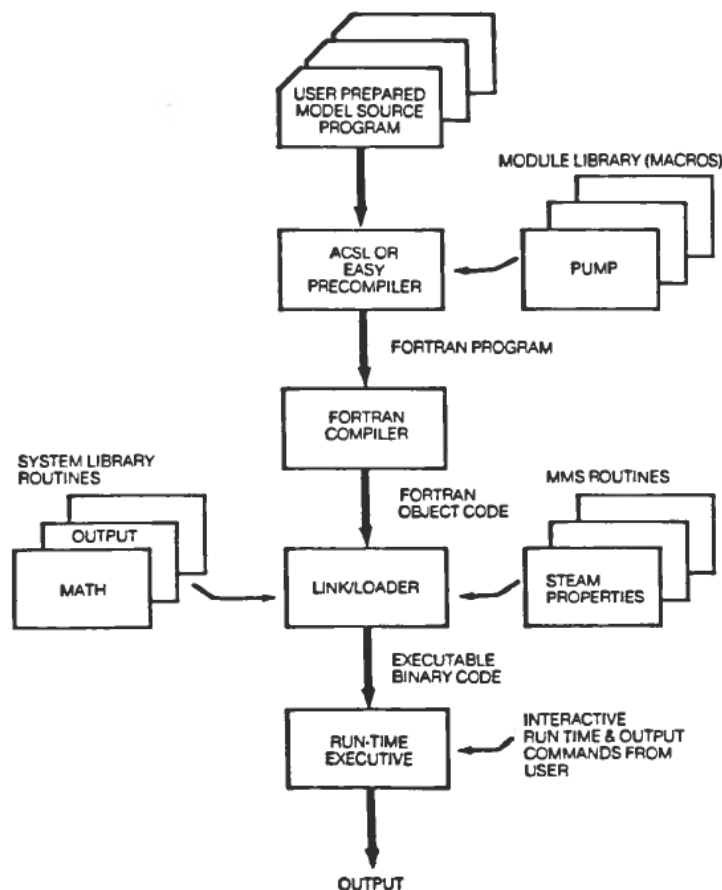 USER PREPARED
MODEL SOURCE
PROGRAM
MODULE LIBRARY (MACROS)
ACSL OR
EASY
PRECOMPILER
PUMP
FORTRAN PROGRAM
FORTRAN
COMPILER
SYSTEM LIBRARY
ROUTINES
FORTRAN
OBJECT CODE
MMS ROUTINES
OUTPUT
MATH
LINK/LOADER
STEAM
PROPERTIES
EXECUTABLE
BINARY CODE
RUN-TIME
EXECUTIVE
INTERACTIVE
RUN TIME & OUTPUT
COMMANDS FROM
USER
OUTPUT